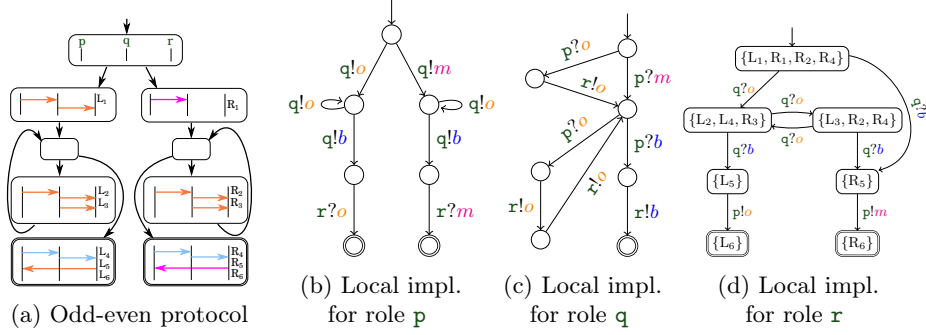 p q r
L₁
R₁
L₂
L₃
R₂
R₃
L₄
L₅
L₆
R₄
R₅
R₆
(a) Odd-even protocol
q!o q!m
q!o q!o
q!b q!b
r?o r?m
(b) Local impl.
for role p
p?o
r!o p?m
p?o p?b
r!o r!o
r!b
(c) Local impl.
for role q
{L₁, R₁, R₂, R₄}
q?o
q?b
{L₂, L₄, R₃} q?o {L₃, R₂, R₄}
q?o
q?b q?b
{L₅} {R₅}
p!o p!m
{L₆} {R₆}
(d) Local impl.
for role r